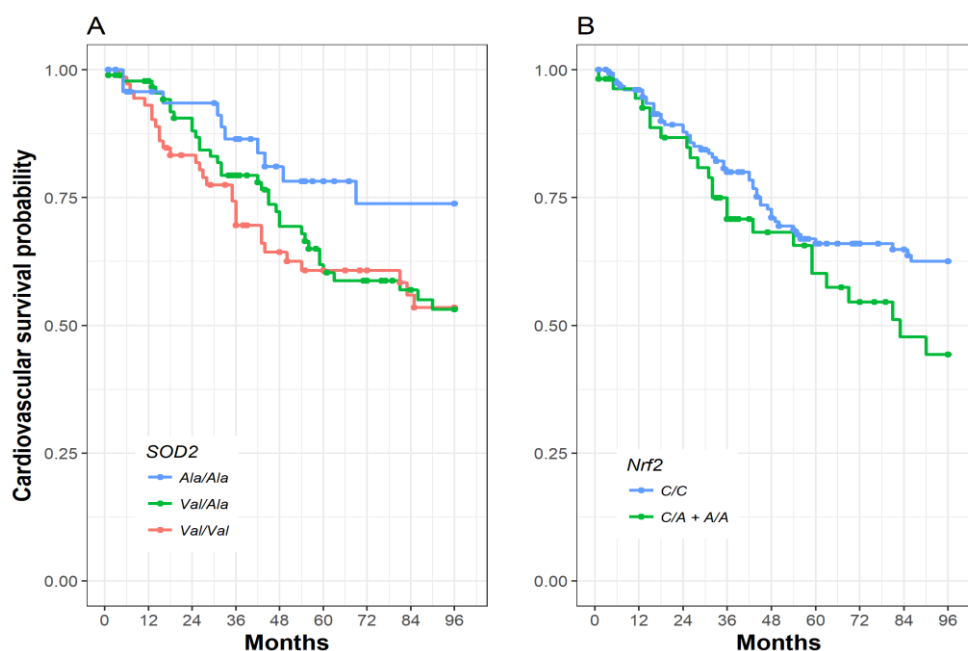 A
B
Cardiovascular survival probability
1.00
0.75
0.50
0.25
0.00
SOD2
Ala/Ala
Val/Ala
Val/Val
0 12 24 36 48 60 72 84 96
Months
1.00
0.75
0.50
0.25
0.00
Nrf2
C/C
C/A + A/A
0 12 24 36 48 60 72 84 96
Months